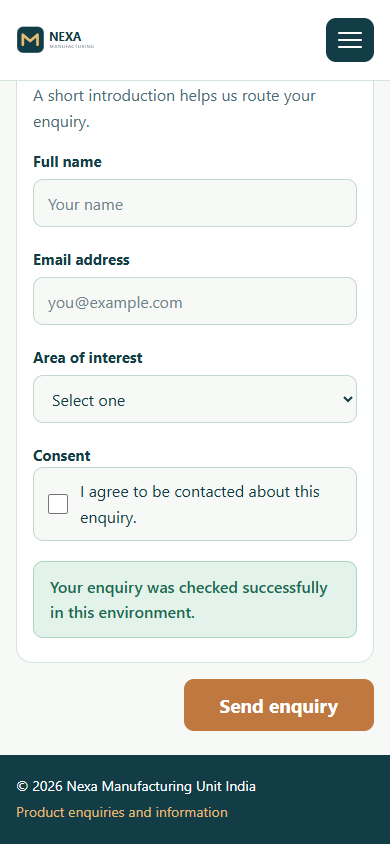 NEXA
MANUFACTURING
A short introduction helps us route your
enquiry.
Full name
Your name
Email address
you@example.com
Area of interest
Select one
Consent
I agree to be contacted about this
enquiry.
Your enquiry was checked successfully
in this environment.
Send enquiry
© 2026 Nexa Manufacturing Unit India
Product enquiries and information